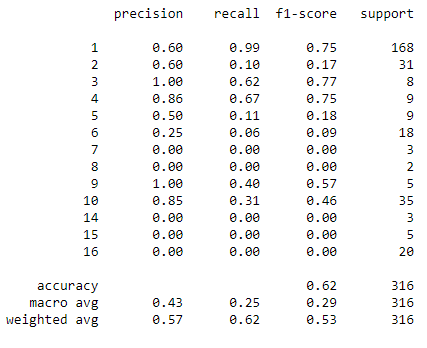 precision recall f1-score support
1 0.60 0.99 0.75 168
2 0.60 0.10 0.17 31
3 1.00 0.62 0.77 8
4 0.86 0.67 0.75 9
5 0.50 0.11 0.18 9
6 0.25 0.06 0.09 18
7 0.00 0.00 0.00 3
8 0.00 0.00 0.00 2
9 1.00 0.40 0.57 5
10 0.85 0.31 0.46 35
14 0.00 0.00 0.00 3
15 0.00 0.00 0.00 5
16 0.00 0.00 0.00 20
accuracy 0.62 316
macro avg 0.43 0.25 0.29 316
weighted avg 0.57 0.62 0.53 316